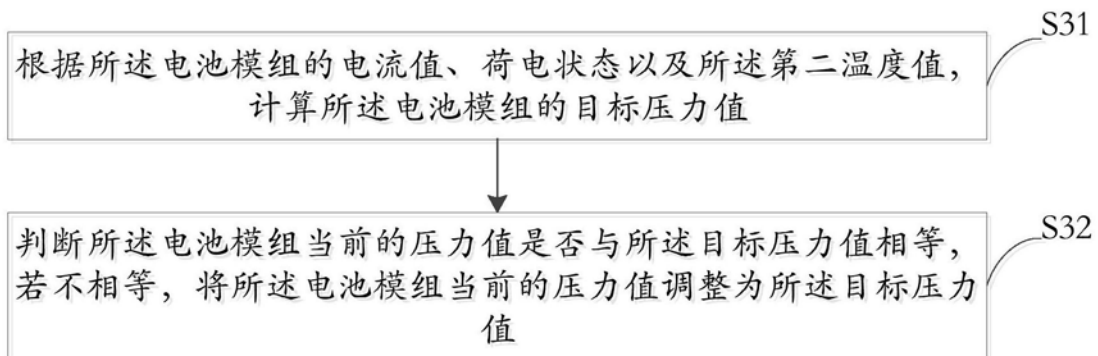 S31
根据所述电池模组的电流值、荷电状态以及所述第二温度值，
计算所述电池模组的目标压力值
S32
判断所述电池模组当前的压力值是否与所述目标压力值相等，
若不相等，将所述电池模组当前的压力值调整为所述目标压力
值